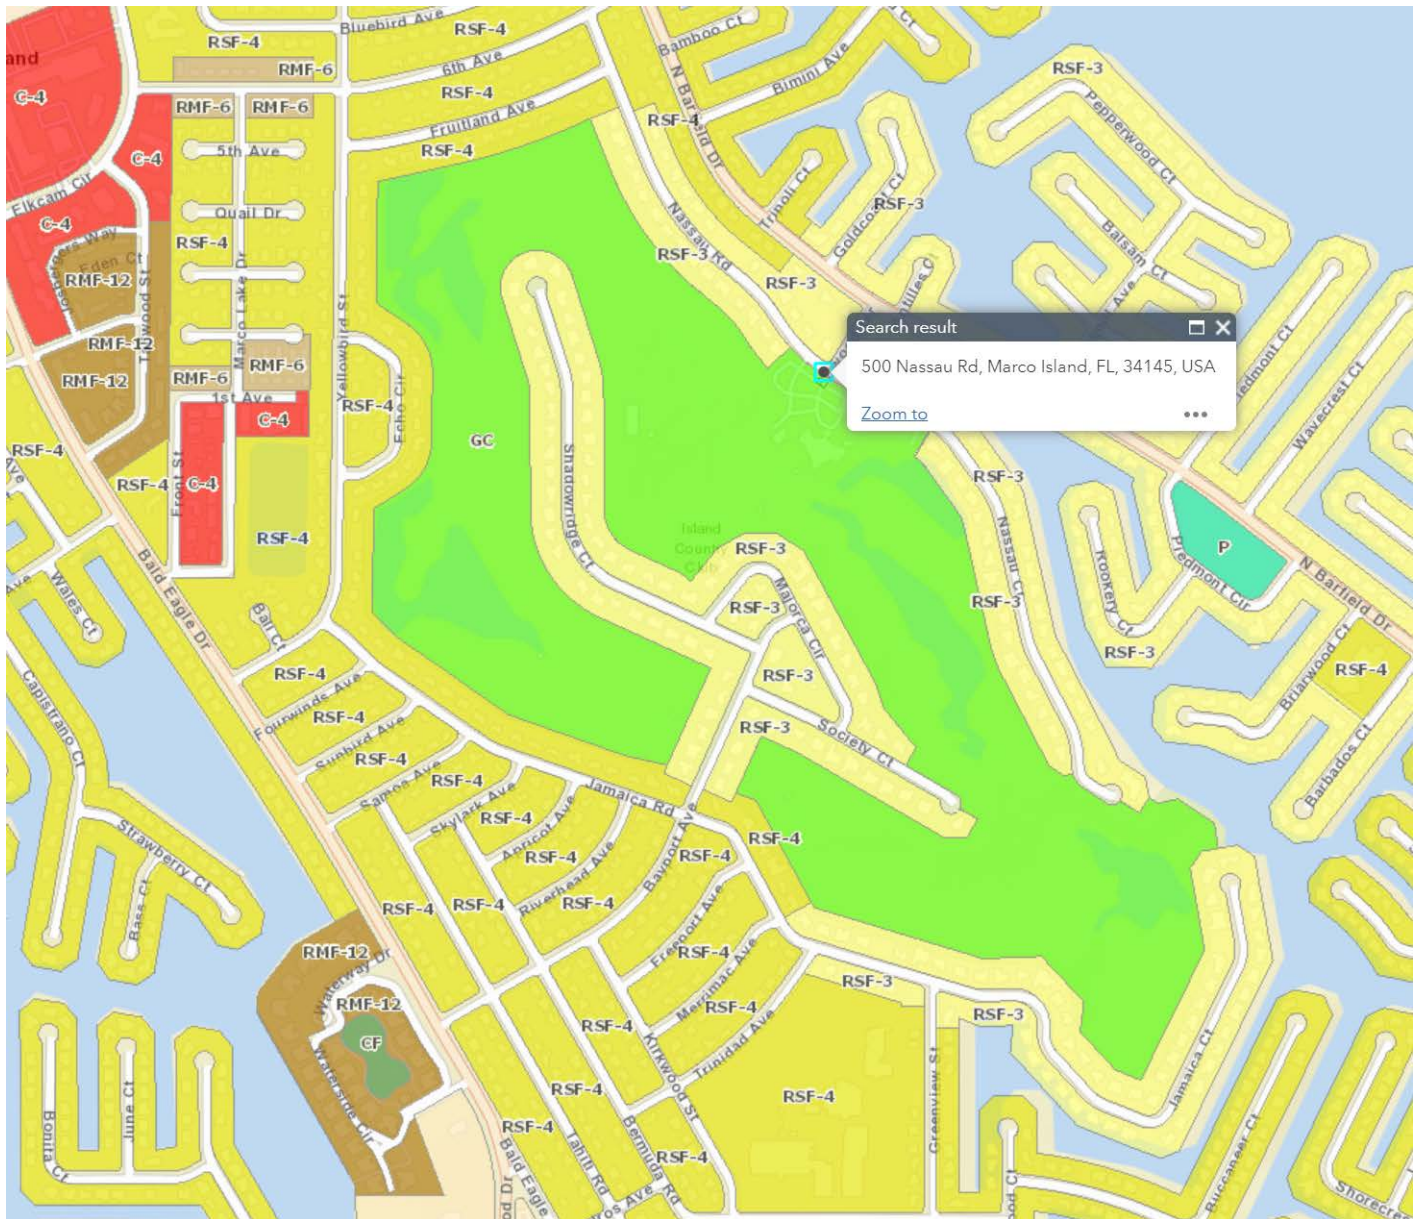 Bluebird Ave
RSF-4
RSF-4
Bamboo Ct
RSF-3
and
RMF-6
6th Ave
Bimini Ave
C-4
RMF-6
RMF-6
RSF-4
Fruitland Ave
RSF-4
N Barfield Dr
Pepperwood Ct
C-4
5th Ave
RSF-4
Tripoli Ct
Goldcoast Ct
RSF-3
Elkcam Cir
C-4
Quail Dr
Nassau Rd
Balsam Ct
RSF-4
RSF-3
Eden Ct
RMF-12
Marco Lake Dr
Yellowbird St
RSF-3
Search result
500 Nassau Rd, Marco Island, FL, 34145, USA
Zoom to
•••
RMF-12
RMF-12
RMF-6
RMF-6
1st Ave
C-4
RSF-4
Echo Cir
Piedmont Ct
Wavecrest Ct
GC
RSF-4
RSF-4
Front St
C-4
Shadowridge Ct
RSF-3
Nassau Ct
RSF-4
Island
Country
Club
RSF-3
P
Piedmont Cir
N Barfield Dr
Rookery Ct
Bald Eagle Dr
Wales Ct
RSF-3
Majorca Cir
RSF-3
Ball Ct
RSF-3
RSF-4
RSF-3
RSF-4
Briarwood Ct
Capistrano Ct
Fourwinds Ave
RSF-4
RSF-3
Society Ct
Sunbird Ave
RSF-4
Barbados Ct
Samoa Ave
RSF-4
Skylark Ave
RSF-4
Jamaica Rd
Strawberry Ct
Apricot Ave
RSF-4
Bayport Ave
RSF-4
RSF-4
Bass Ct
Riverhead Ave
RSF-4
RSF-4
RSF-4
Freeport Ave
RMF-12
Waterway Dr
RSF-4
Merrimac Ave
RSF-3
RMF-12
RSF-4
RSF-4
Trinidad Ave
RSF-3
CF
Waterside Cir
Kirkwood St
Greenview St
Jamaica Ct
Bonita Ct
June Ct
RSF-4
RSF-4
Tahiti Rd
Bermuda Rd
RSF-4
Bald Eagle
Buccaneer Ct